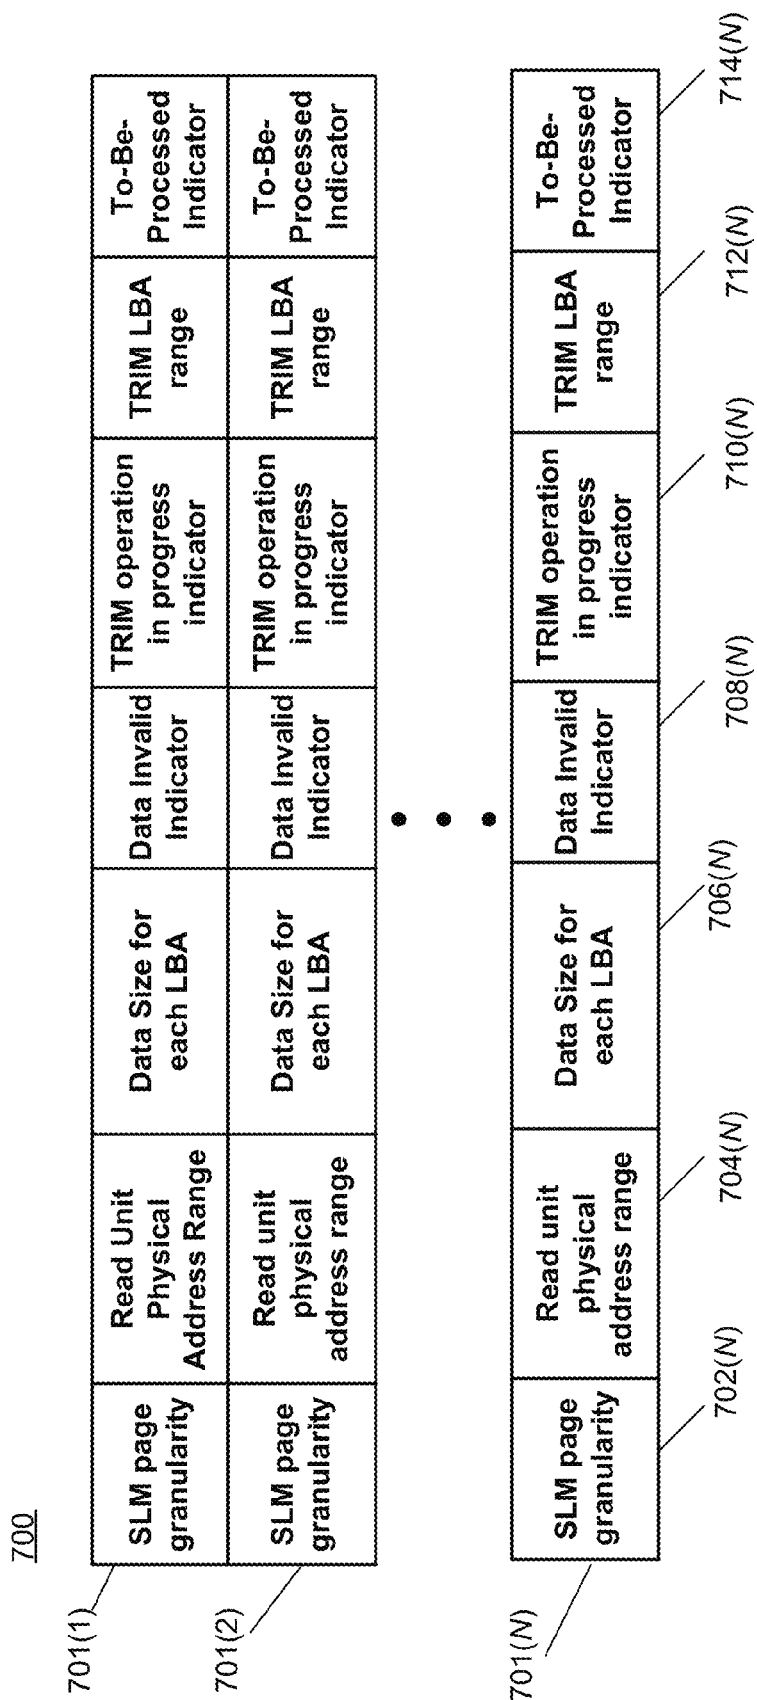 700
701(1)
SLM page
granularity
Read Unit
Physical
Address Range
Data Size for
each LBA
Data Invalid
Indicator
TRIM operation
in progress
indicator
TRIM LBA
range
To-Be-
Processed
Indicator
701(2)
SLM page
granularity
Read unit
physical
address range
Data Size for
each LBA
Data Invalid
Indicator
TRIM operation
in progress
indicator
TRIM LBA
range
To-Be-
Processed
Indicator
701(N)
SLM page
granularity
Read unit
physical
address range
Data Size for
each LBA
Data Invalid
Indicator
TRIM operation
in progress
indicator
TRIM LBA
range
To-Be-
Processed
Indicator
702(N)
704(N)
706(N)
708(N)
710(N)
712(N)
714(N)